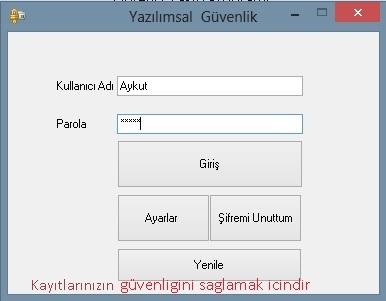 Yazılımsal Güvenlik
Kullanıcı Adı Aykut
Parola *****
Giriş
Ayarlar Şifremi Unuttum
Yenile
Kayıtlarınızın güvenligini saglamak icindir